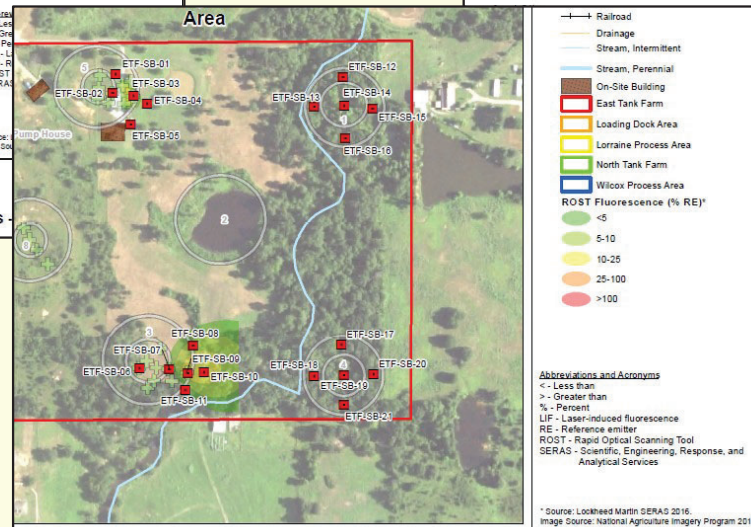 Area
ETF-SB-01
ETF-SB-02
ETF-SB-03
ETF-SB-04
ETF-SB-05
Pump House
5
ETF-SB-12
ETF-SB-13
ETF-SB-14
ETF-SB-15
1
ETF-SB-16
2
6
3
ETF-SB-08
ETF-SB-07
ETF-SB-09
ETF-SB-06
ETF-SB-10
ETF-SB-11
ETF-SB-17
ETF-SB-18
4
ETF-SB-20
ETF-SB-19
ETF-SB-21
Railroad
Drainage
Stream, Intermittent
Stream, Perennial
On-Site Building
East Tank Farm
Loading Dock Area
Lorraine Process Area
North Tank Farm
Wilcox Process Area
ROST Fluorescence (% RE)*
<5
5-10
10-25
25-100
>100
Abbreviations and Acronyms
< - Less than
> - Greater than
% - Percent
LIF - Laser-induced fluorescence
RE - Reference emitter
ROST - Rapid Optical Scanning Tool
SERAS - Scientific, Engineering, Response, and
Analytical Services
* Source: Lockheed Martin SERAS 2016.
Image Source: National Agriculture Imagery Program